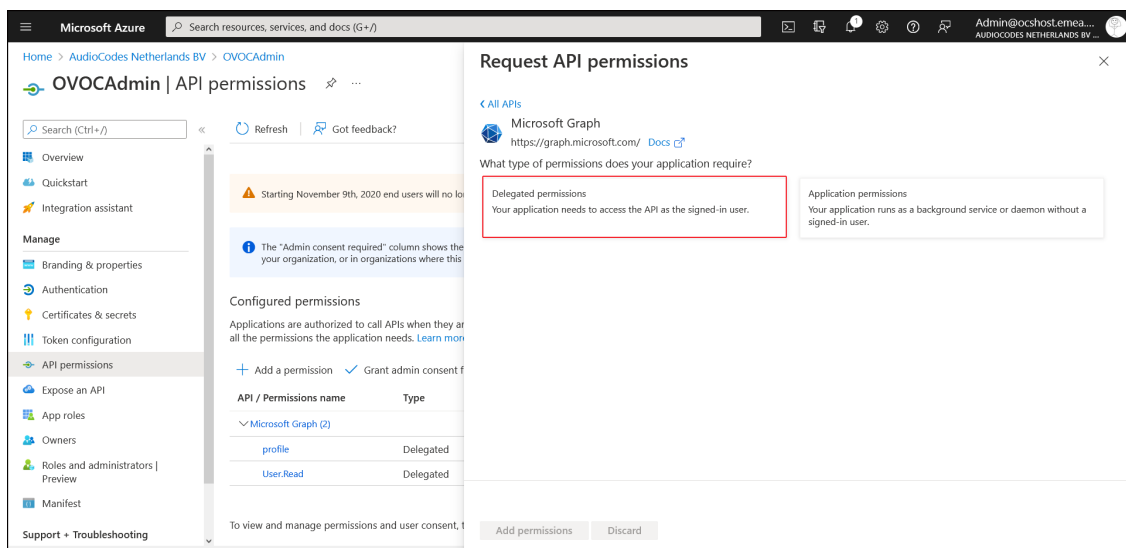 Microsoft Azure
Search resources, services, and docs (G+/)
Admin@ocshost.emea....
AUDIOCODES NETHERLANDS BV ...
Home > AudioCodes Netherlands BV > OVOCAdmin
OVOCAdmin | API permissions
Search (Ctrl+/)
Overview
Quickstart
Integration assistant
Manage
Branding & properties
Authentication
Certificates & secrets
Token configuration
API permissions
Expose an API
App roles
Owners
Roles and administrators |
Preview
Manifest
Support + Troubleshooting
Refresh
Got feedback?
Starting November 9th, 2020 end users will no lo
The "Admin consent required" column shows the
your organization, or in organizations where this
Configured permissions
Applications are authorized to call APIs when they ar
all the permissions the application needs. Learn mor
Add a permission
Grant admin consent f
API / Permissions name
Type
Microsoft Graph (2)
profile
Delegated
User.Read
Delegated
To view and manage permissions and user consent, t
Request API permissions
All APIs
Microsoft Graph
https://graph.microsoft.com/ Docs
What type of permissions does your application require?
Delegated permissions
Your application needs to access the API as the signed-in user.
Application permissions
Your application runs as a background service or daemon without a
signed-in user.
Add permissions
Discard